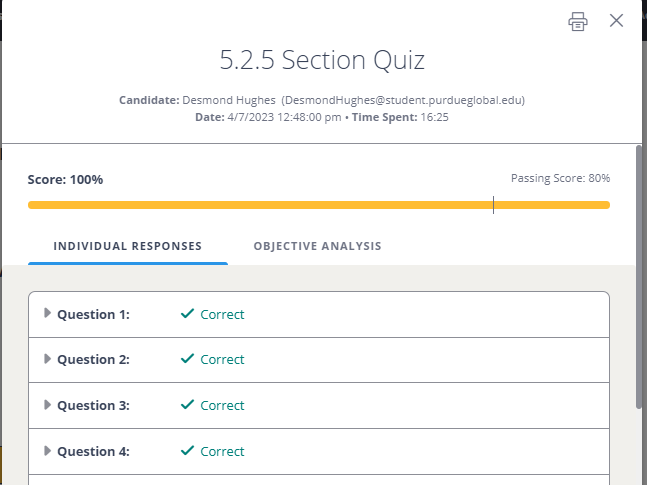 5.2.5 Section Quiz
Candidate: Desmond Hughes (DesmondHughes@student.purdueglobal.edu)
Date: 4/7/2023 12:48:00 pm • Time Spent: 16:25
Score: 100% Passing Score: 80%
INDIVIDUAL RESPONSES OBJECTIVE ANALYSIS
Question 1: Correct
Question 2: Correct
Question 3: Correct
Question 4: Correct